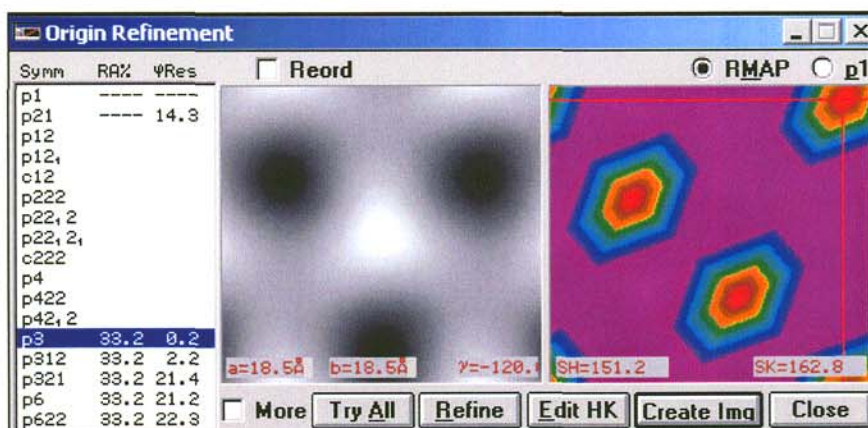 Origin Refinement
Symm RA% ΨRes
Reord
RMAP p1
p1 ---- ----
p21 ---- 14.3
p12
p12₁
c12
p222
p22₁2
p22₁2₁
c222
p4
p422
p42₁2
p3 33.2 0.2
p312 33.2 2.2
p321 33.2 21.4
p6 33.2 21.2
p622 33.2 22.3
a=18.5Å b=18.5Å γ=-120.
SH=151.2 SK=162.8
More Try All Refine Edit HK Create Img Close